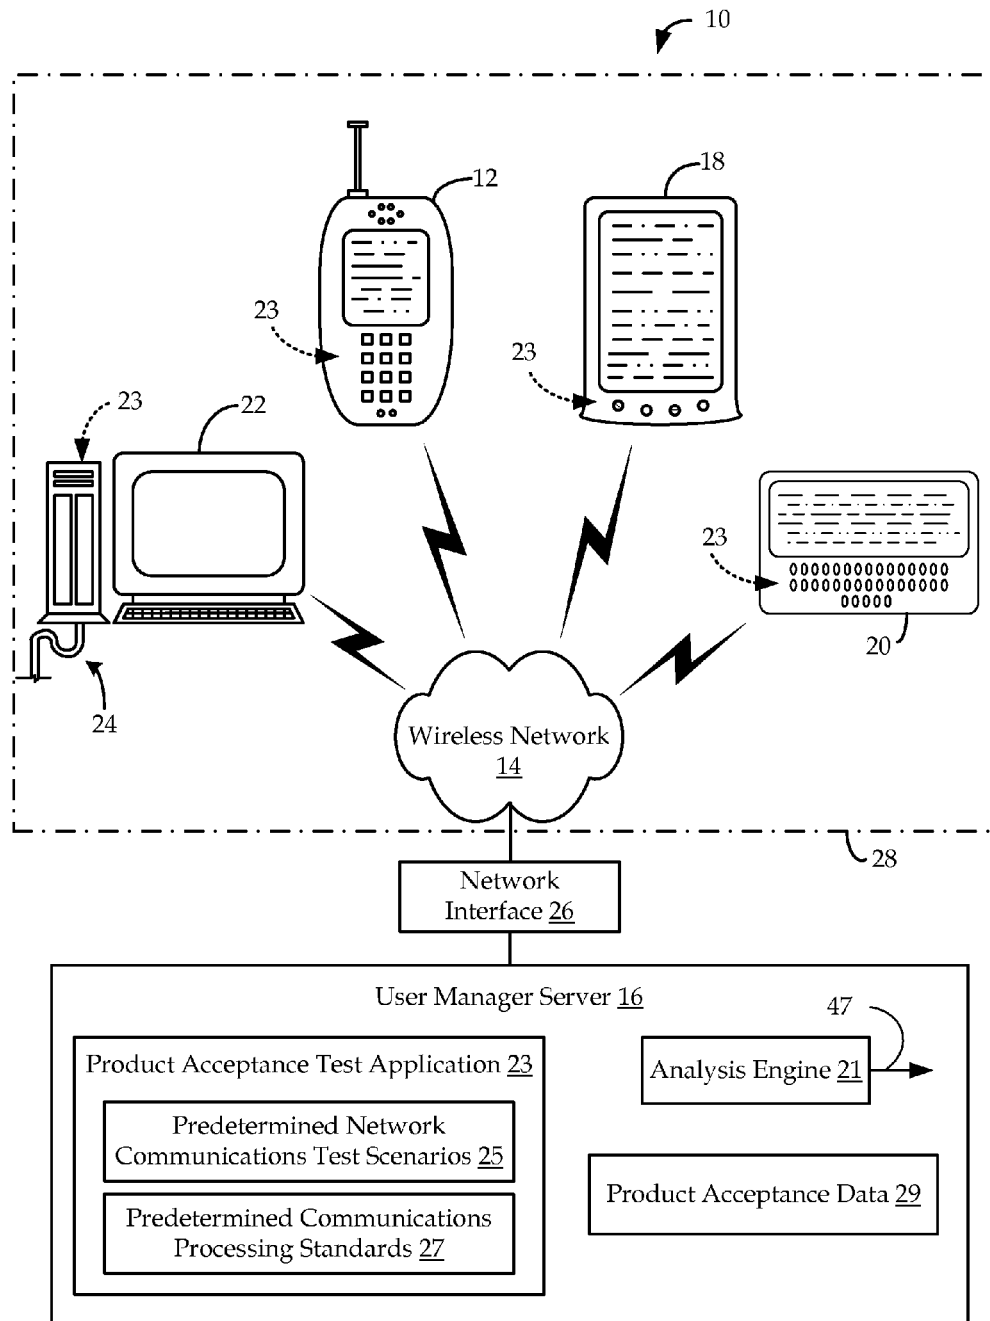 10
12
18
23
23
23
22
23
20
24
Wireless Network
14
28
Network
Interface 26
User Manager Server 16
47
Product Acceptance Test Application 23
Analysis Engine 21
Predetermined Network
Communications Test Scenarios 25
Product Acceptance Data 29
Predetermined Communications
Processing Standards 27